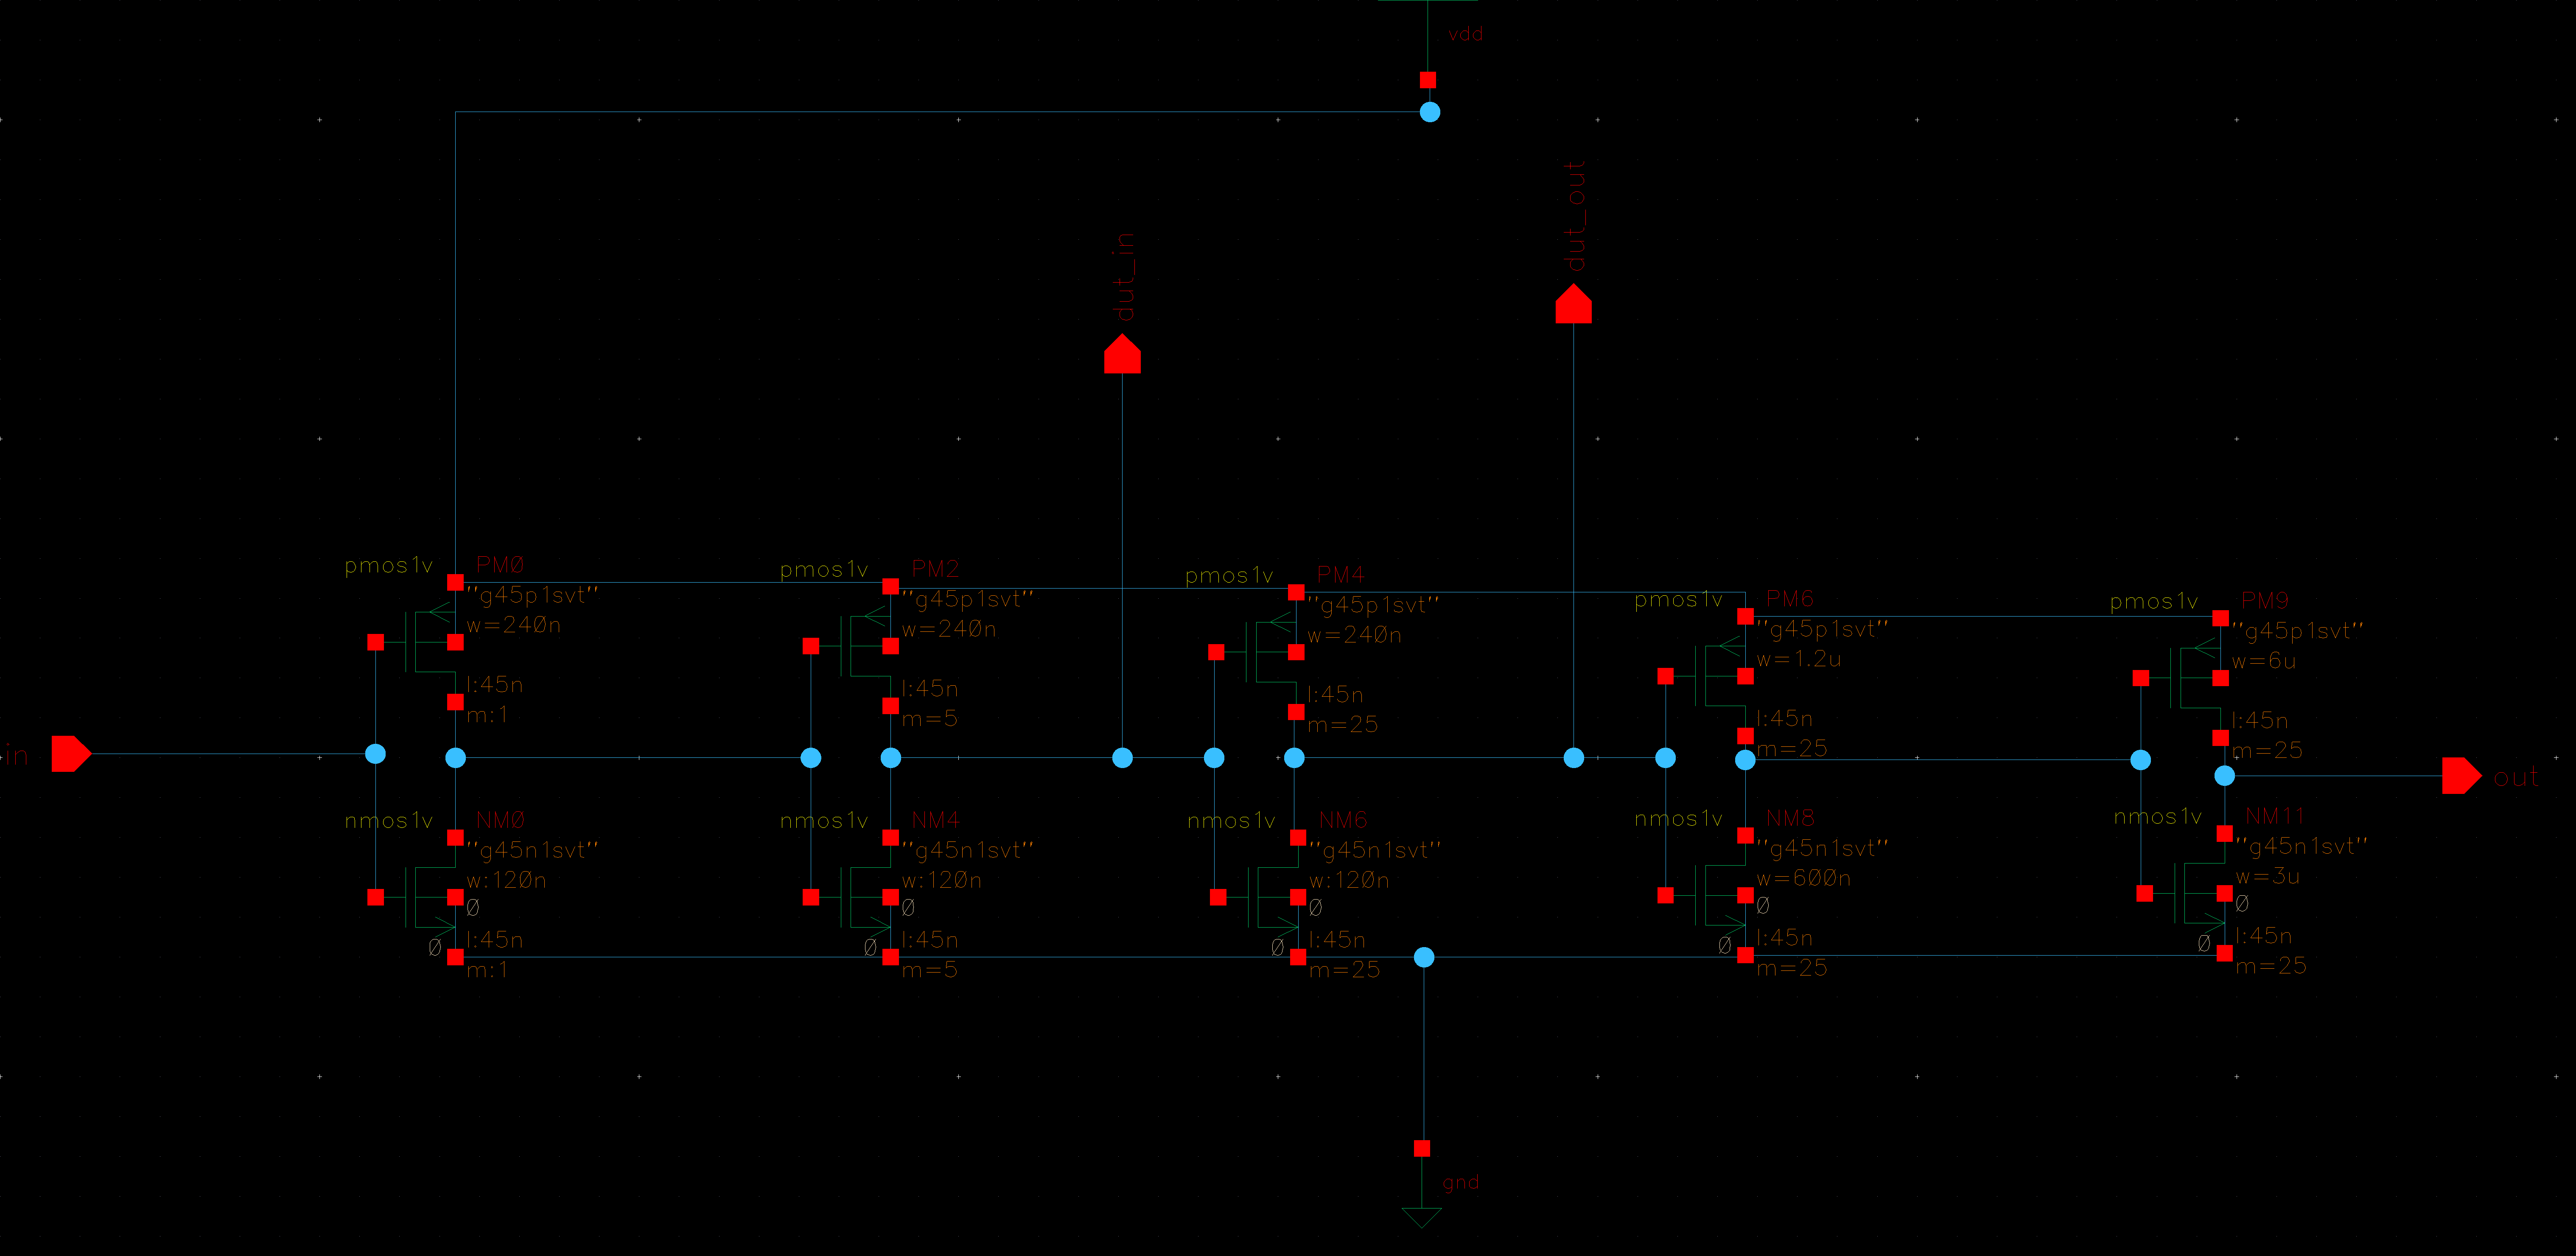 vdd
dut_out
dut_in
pmos1v
PM0
"g45p1svt"
w=240n
l:45n
m:1
pmos1v
PM2
"g45p1svt"
w=240n
l:45n
m=5
pmos1v
PM4
"g45p1svt"
w=240n
l:45n
m=25
pmos1v
PM6
"g45p1svt"
w=1.2u
l:45n
m=25
pmos1v
PM9
"g45p1svt"
w=6u
l:45n
m=25
in
out
nmos1v
NM0
"g45n1svt"
w:120n
0
0
l:45n
m:1
nmos1v
NM4
"g45n1svt"
w:120n
0
0
l:45n
m=5
nmos1v
NM6
"g45n1svt"
w:120n
0
0
l:45n
m=25
nmos1v
NM8
"g45n1svt"
w=600n
0
0
l:45n
m=25
nmos1v
NM11
"g45n1svt"
w=3u
0
0
l:45n
m=25
gnd